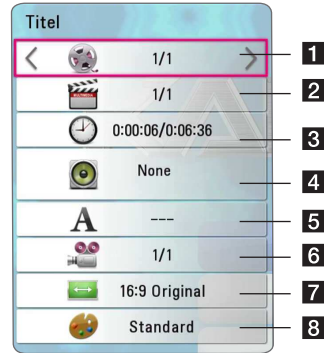 Titel
1/1 1
1/1 2
0:00:06/0:06:36 3
None 4
A --- 5
1/1 6
16:9 Original 7
Standard 8